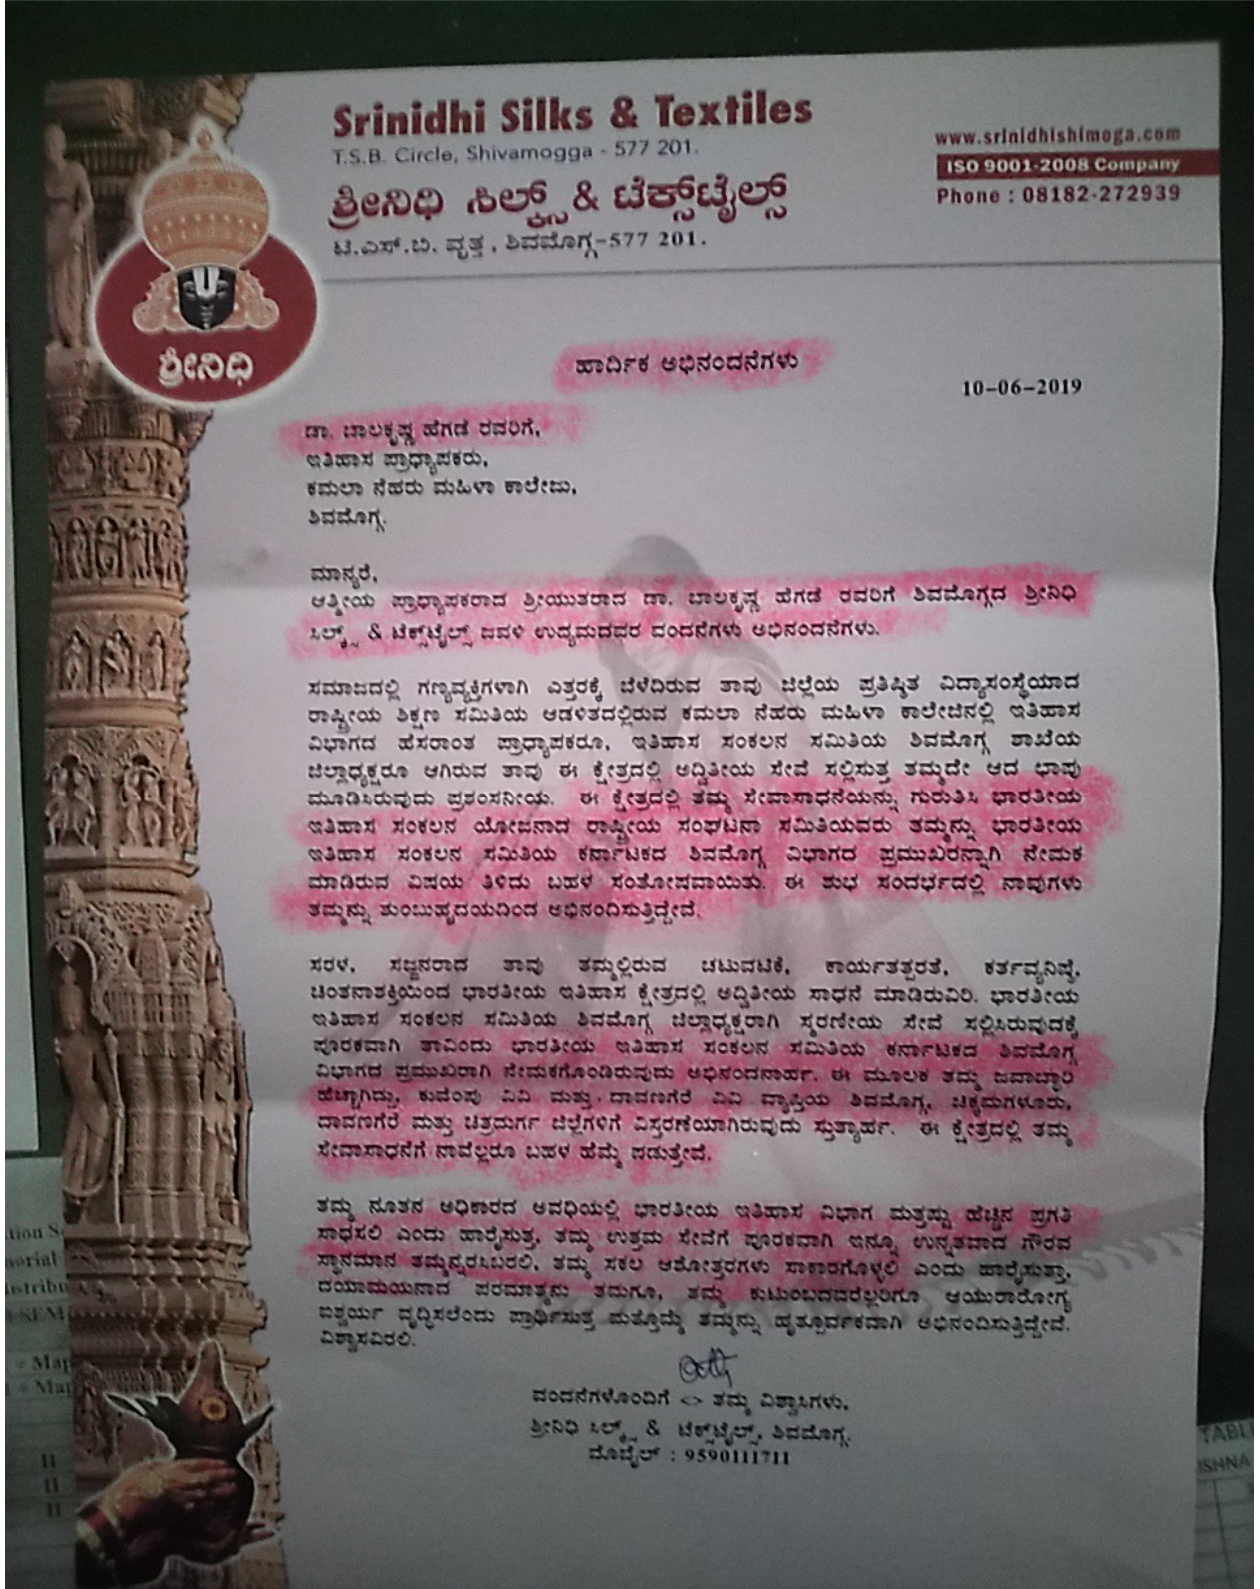 Srinidhi Silks & Textiles
T.S.B. Circle, Shivamogga - 577 201.
ಶ್ರೀನಿಧಿ ಸಿಲ್ಕ್ಸ್ & ಟೆಕ್ಸ್‌ಟೈಲ್ಸ್
ಟಿ.ಎಸ್.ಬಿ. ವೃತ್ತ, ಶಿವಮೊಗ್ಗ-577 201.
www.srinidhishimoga.com
ISO 9001-2008 Company
Phone : 08182-272939
ಶ್ರೀನಿಧಿ
ಹಾರ್ದಿಕ ಅಭಿನಂದನೆಗಳು
10-06-2019
ಡಾ. ಬಾಲಕೃಷ್ಣ ಹೆಗಡೆ ರವರಿಗೆ,
ಇತಿಹಾಸ ಪ್ರಾಧ್ಯಾಪಕರು,
ಕಮಲಾ ನೆಹರು ಮಹಿಳಾ ಕಾಲೇಜು,
ಶಿವಮೊಗ್ಗ.
ಮಾನ್ಯರೆ,
ಆತ್ಮೀಯ ಪ್ರಾಧ್ಯಾಪಕರಾದ ಶ್ರೀಯುತರಾದ ಡಾ. ಬಾಲಕೃಷ್ಣ ಹೆಗಡೆ ರವರಿಗೆ ಶಿವಮೊಗ್ಗದ ಶ್ರೀನಿಧಿ
ಸಿಲ್ಕ್ಸ್ & ಟೆಕ್ಸ್‌ಟೈಲ್ಸ್ ಜವಳಿ ಉದ್ಯಮದವರ ವಂದನೆಗಳು ಅಭಿನಂದನೆಗಳು.
ಸಮಾಜದಲ್ಲಿ ಗಣ್ಯವ್ಯಕ್ತಿಗಳಾಗಿ ಎತ್ತರಕ್ಕೆ ಬೆಳೆದಿರುವ ತಾವು ಜಿಲ್ಲೆಯ ಪ್ರತಿಷ್ಠಿತ ವಿದ್ಯಾಸಂಸ್ಥೆಯಾದ
ರಾಷ್ಟ್ರೀಯ ಶಿಕ್ಷಣ ಸಮಿತಿಯ ಆಡಳಿತದಲ್ಲಿರುವ ಕಮಲಾ ನೆಹರು ಮಹಿಳಾ ಕಾಲೇಜಿನಲ್ಲಿ ಇತಿಹಾಸ
ವಿಭಾಗದ ಹೆಸರಾಂತ ಪ್ರಾಧ್ಯಾಪಕರೂ, ಇತಿಹಾಸ ಸಂಕಲನ ಸಮಿತಿಯ ಶಿವಮೊಗ್ಗ ಶಾಖೆಯ
ಜಿಲ್ಲಾಧ್ಯಕ್ಷರೂ ಆಗಿರುವ ತಾವು ಈ ಕ್ಷೇತ್ರದಲ್ಲಿ ಅದ್ವಿತೀಯ ಸೇವೆ ಸಲ್ಲಿಸುತ್ತ ತಮ್ಮದೇ ಆದ ಛಾಪು
ಮೂಡಿಸಿರುವುದು ಪ್ರಶಂಸನೀಯ. ಈ ಕ್ಷೇತ್ರದಲ್ಲಿ ತಮ್ಮ ಸೇವಾಸಾಧನೆಯನ್ನು ಗುರುತಿಸಿ ಭಾರತೀಯ
ಇತಿಹಾಸ ಸಂಕಲನ ಯೋಜನಾದ ರಾಷ್ಟ್ರೀಯ ಸಂಘಟನಾ ಸಮಿತಿಯವರು ತಮ್ಮನ್ನು ಭಾರತೀಯ
ಇತಿಹಾಸ ಸಂಕಲನ ಸಮಿತಿಯ ಕರ್ನಾಟಕದ ಶಿವಮೊಗ್ಗ ವಿಭಾಗದ ಪ್ರಮುಖರನ್ನಾಗಿ ನೇಮಕ
ಮಾಡಿರುವ ವಿಷಯ ತಿಳಿದು ಬಹಳ ಸಂತೋಷವಾಯಿತು. ಈ ಶುಭ ಸಂದರ್ಭದಲ್ಲಿ ನಾವುಗಳು
ತಮ್ಮನ್ನು ತುಂಬುಹೃದಯದಿಂದ ಅಭಿನಂದಿಸುತ್ತಿದ್ದೇವೆ.
ಸರಳ, ಸಜ್ಜನರಾದ ತಾವು ತಮ್ಮಲ್ಲಿರುವ ಚಟುವಟಿಕೆ, ಕಾರ್ಯತತ್ಪರತೆ, ಕರ್ತವ್ಯನಿಷ್ಠೆ,
ಚಿಂತನಾಶಕ್ತಿಯಿಂದ ಭಾರತೀಯ ಇತಿಹಾಸ ಕ್ಷೇತ್ರದಲ್ಲಿ ಅದ್ವಿತೀಯ ಸಾಧನೆ ಮಾಡಿರುವಿರಿ. ಭಾರತೀಯ
ಇತಿಹಾಸ ಸಂಕಲನ ಸಮಿತಿಯ ಶಿವಮೊಗ್ಗ ಜಿಲ್ಲಾಧ್ಯಕ್ಷರಾಗಿ ಸ್ಮರಣೀಯ ಸೇವೆ ಸಲ್ಲಿಸಿರುವುದಕ್ಕೆ
ಪೂರಕವಾಗಿ ತಾವಿಂದು ಭಾರತೀಯ ಇತಿಹಾಸ ಸಂಕಲನ ಸಮಿತಿಯ ಕರ್ನಾಟಕದ ಶಿವಮೊಗ್ಗ
ವಿಭಾಗದ ಪ್ರಮುಖರಾಗಿ ನೇಮಕಗೊಂಡಿರುವುದು ಅಭಿನಂದನಾರ್ಹ. ಈ ಮೂಲಕ ತಮ್ಮ ಜವಾಬ್ದಾರಿ
ಹೆಚ್ಚಾಗಿದ್ದು, ಕುವೆಂಪು ವಿವಿ ಮತ್ತು ದಾವಣಗೆರೆ ವಿವಿ ವ್ಯಾಪ್ತಿಯ ಶಿವಮೊಗ್ಗ, ಚಿಕ್ಕಮಗಳೂರು,
ದಾವಣಗೆರೆ ಮತ್ತು ಚಿತ್ರದುರ್ಗ ಜಿಲ್ಲೆಗಳಿಗೆ ವಿಸ್ತರಣೆಯಾಗಿರುವುದು ಸ್ತುತ್ಯಾರ್ಹ. ಈ ಕ್ಷೇತ್ರದಲ್ಲಿ ತಮ್ಮ
ಸೇವಾಸಾಧನೆಗೆ ನಾವೆಲ್ಲರೂ ಬಹಳ ಹೆಮ್ಮೆ ಪಡುತ್ತೇವೆ.
ತಮ್ಮ ನೂತನ ಅಧಿಕಾರದ ಅವಧಿಯಲ್ಲಿ ಭಾರತೀಯ ಇತಿಹಾಸ ವಿಭಾಗ ಮತ್ತಷ್ಟು ಹೆಚ್ಚಿನ ಪ್ರಗತಿ
ಸಾಧಿಸಲಿ ಎಂದು ಹಾರೈಸುತ್ತ, ತಮ್ಮ ಉತ್ತಮ ಸೇವೆಗೆ ಪೂರಕವಾಗಿ ಇನ್ನೂ ಉನ್ನತವಾದ ಗೌರವ
ಸ್ಥಾನಮಾನ ತಮ್ಮನ್ನರಸಿಬರಲಿ, ತಮ್ಮ ಸಕಲ ಆಶೋತ್ತರಗಳು ಸಾಕಾರಗೊಳ್ಳಲಿ ಎಂದು ಹಾರೈಸುತ್ತಾ,
ದಯಾಮಯನಾದ ಪರಮಾತ್ಮನು ತಮಗೂ, ತಮ್ಮ ಕುಟುಂಬದವರೆಲ್ಲರಿಗೂ ಆಯುರಾರೋಗ್ಯ
ಐಶ್ವರ್ಯ ವೃದ್ಧಿಸಲೆಂದು ಪ್ರಾರ್ಥಿಸುತ್ತ ಮತ್ತೊಮ್ಮೆ ತಮ್ಮನ್ನು ಹೃತ್ಪೂರ್ವಕವಾಗಿ ಅಭಿನಂದಿಸುತ್ತಿದ್ದೇವೆ.
ವಿಶ್ವಾಸವಿರಲಿ.
ವಂದನೆಗಳೊಂದಿಗೆ <> ತಮ್ಮ ವಿಶ್ವಾಸಿಗಳು,
ಶ್ರೀನಿಧಿ ಸಿಲ್ಕ್ಸ್ & ಟೆಕ್ಸ್‌ಟೈಲ್ಸ್, ಶಿವಮೊಗ್ಗ.
ಮೊಬೈಲ್ : 9590111711